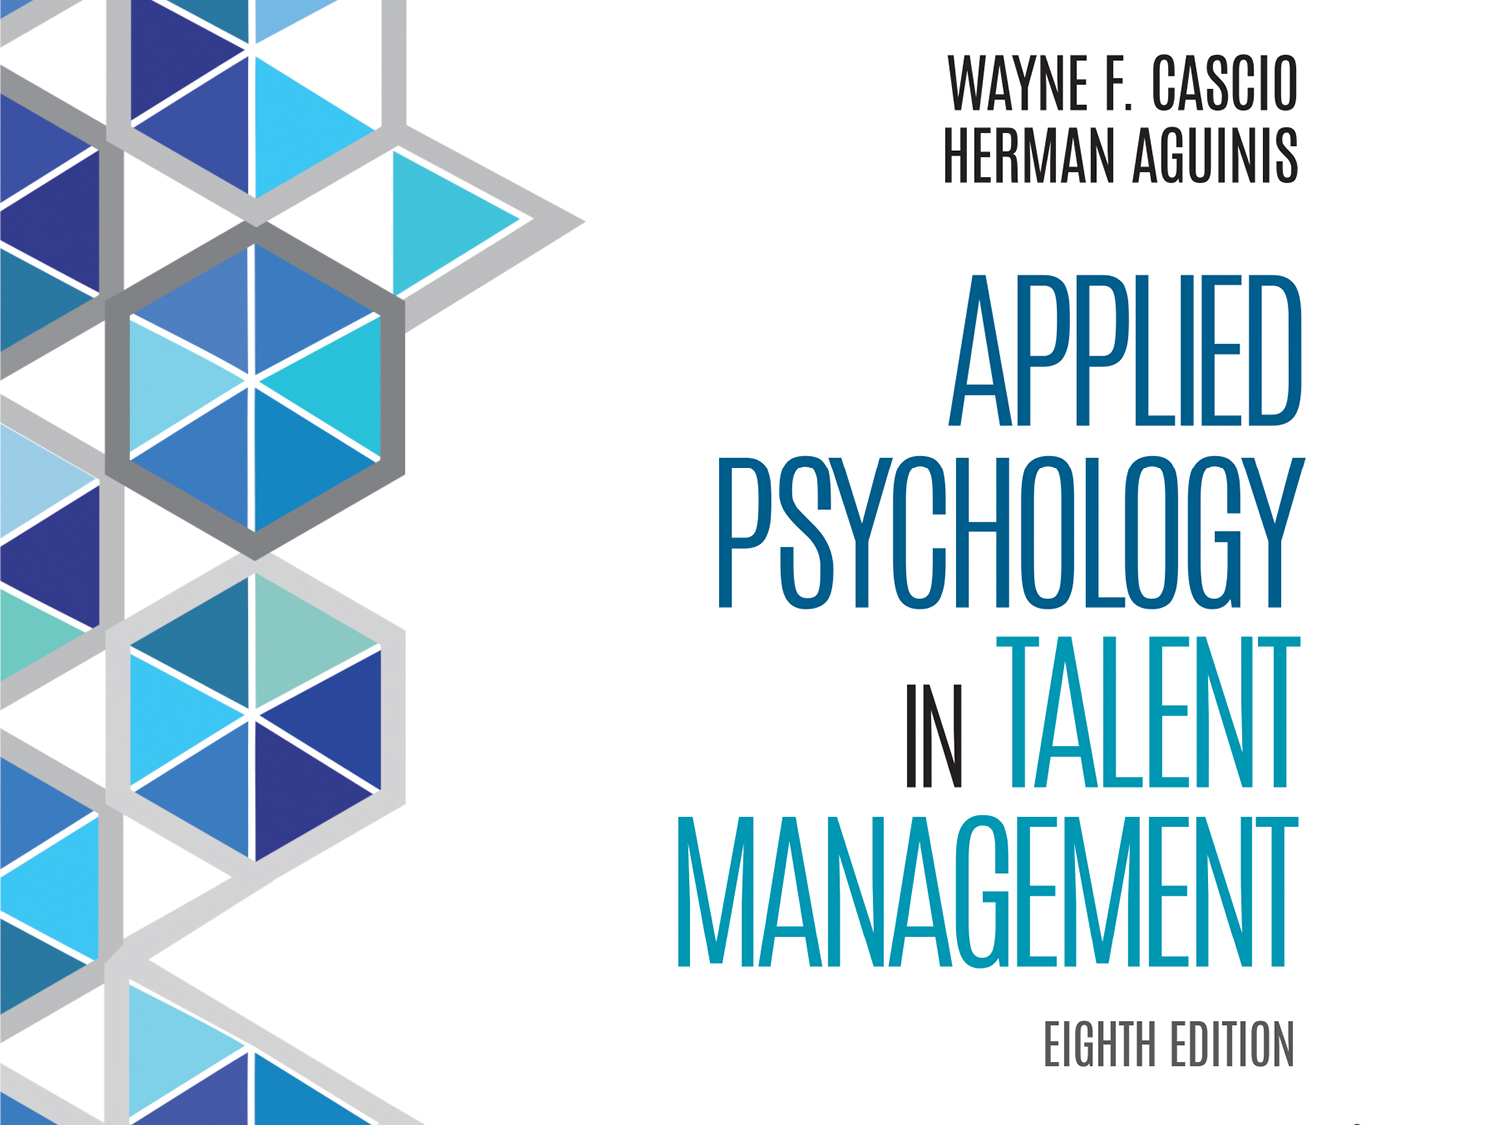 WAYNE F. CASCIO
HERMAN AGUINIS
APPLIED
PSYCHOLOGY
IN TALENT
MANAGEMENT
EIGHTH EDITION